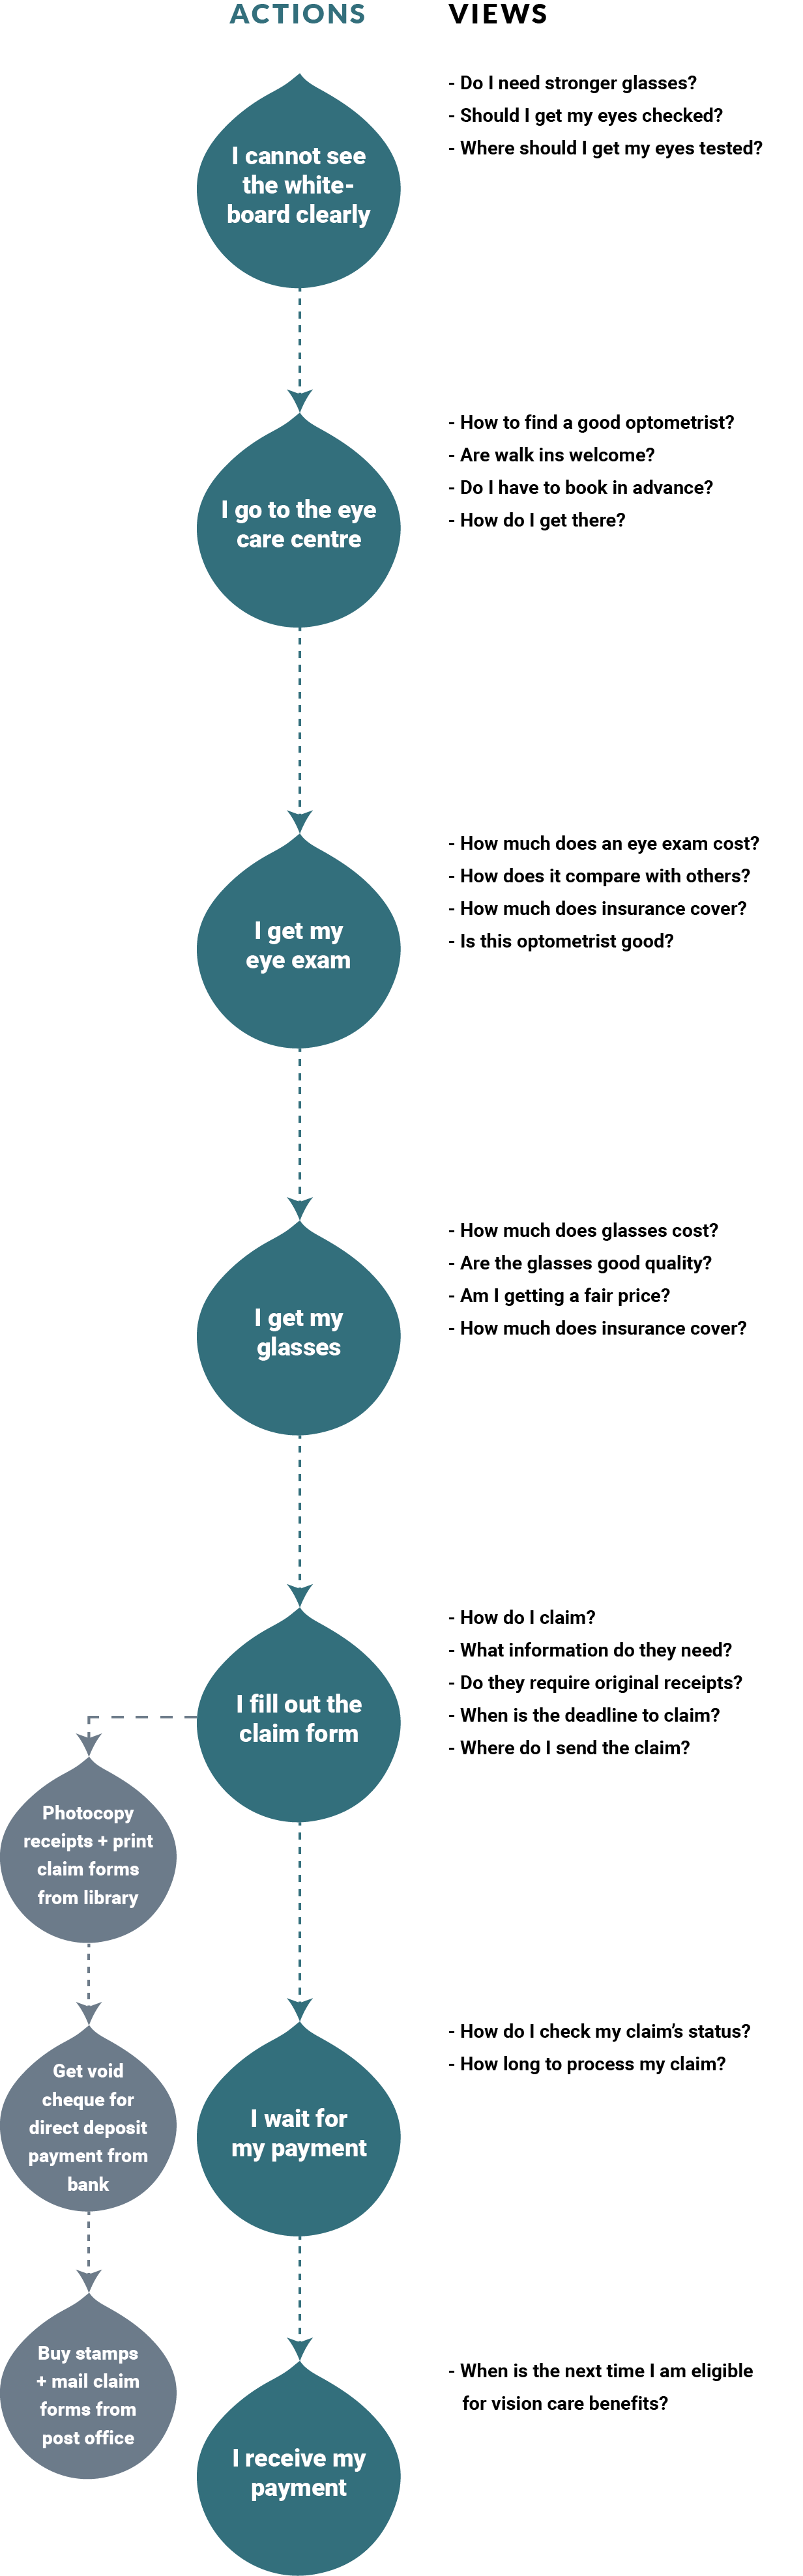 ACTIONS
VIEWS
I cannot see
the white-
board clearly
- Do I need stronger glasses?
- Should I get my eyes checked?
- Where should I get my eyes tested?
I go to the eye
care centre
- How to find a good optometrist?
- Are walk ins welcome?
- Do I have to book in advance?
- How do I get there?
I get my
eye exam
- How much does an eye exam cost?
- How does it compare with others?
- How much does insurance cover?
- Is this optometrist good?
I get my
glasses
- How much does glasses cost?
- Are the glasses good quality?
- Am I getting a fair price?
- How much does insurance cover?
I fill out the
claim form
- How do I claim?
- What information do they need?
- Do they require original receipts?
- When is the deadline to claim?
- Where do I send the claim?
Photocopy
receipts + print
claim forms
from library
Get void
cheque for
direct deposit
payment from
bank
Buy stamps
+ mail claim
forms from
post office
I wait for
my payment
- How do I check my claim’s status?
- How long to process my claim?
I receive my
payment
- When is the next time I am eligible
for vision care benefits?